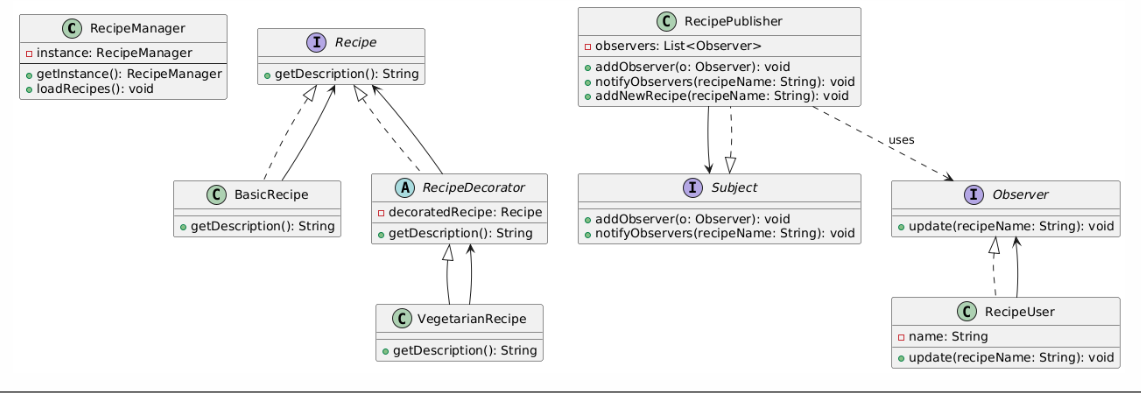 C RecipeManager
instance: RecipeManager
getInstance(): RecipeManager
loadRecipes(): void
I Recipe
getDescription(): String
C BasicRecipe
getDescription(): String
A RecipeDecorator
decoratedRecipe: Recipe
getDescription(): String
C VegetarianRecipe
getDescription(): String
C RecipePublisher
observers: List<Observer>
addObserver(o: Observer): void
notifyObservers(recipeName: String): void
addNewRecipe(recipeName: String): void
uses
I Subject
addObserver(o: Observer): void
notifyObservers(recipeName: String): void
I Observer
update(recipeName: String): void
C RecipeUser
name: String
update(recipeName: String): void